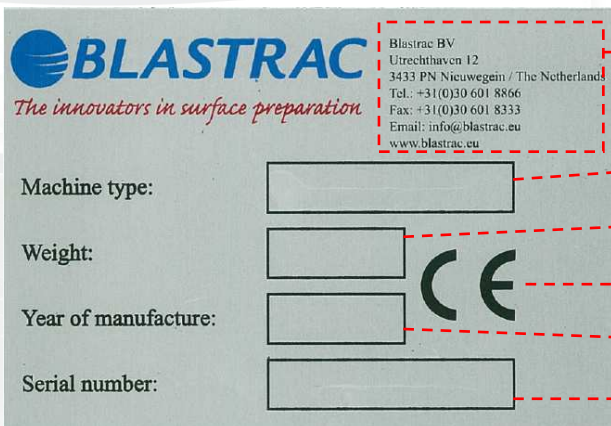 BLASTRAC
The innovators in surface preparation
Blastrac BV
Utrechthaven 12
3433 PN Nieuwegein / The Netherlands
Tel.: +31(0)30 601 8866
Fax: +31(0)30 601 8333
Email: info@blastrac.eu
www.blastrac.eu
Machine type:
Weight:
CE
Year of manufacture:
Serial number: